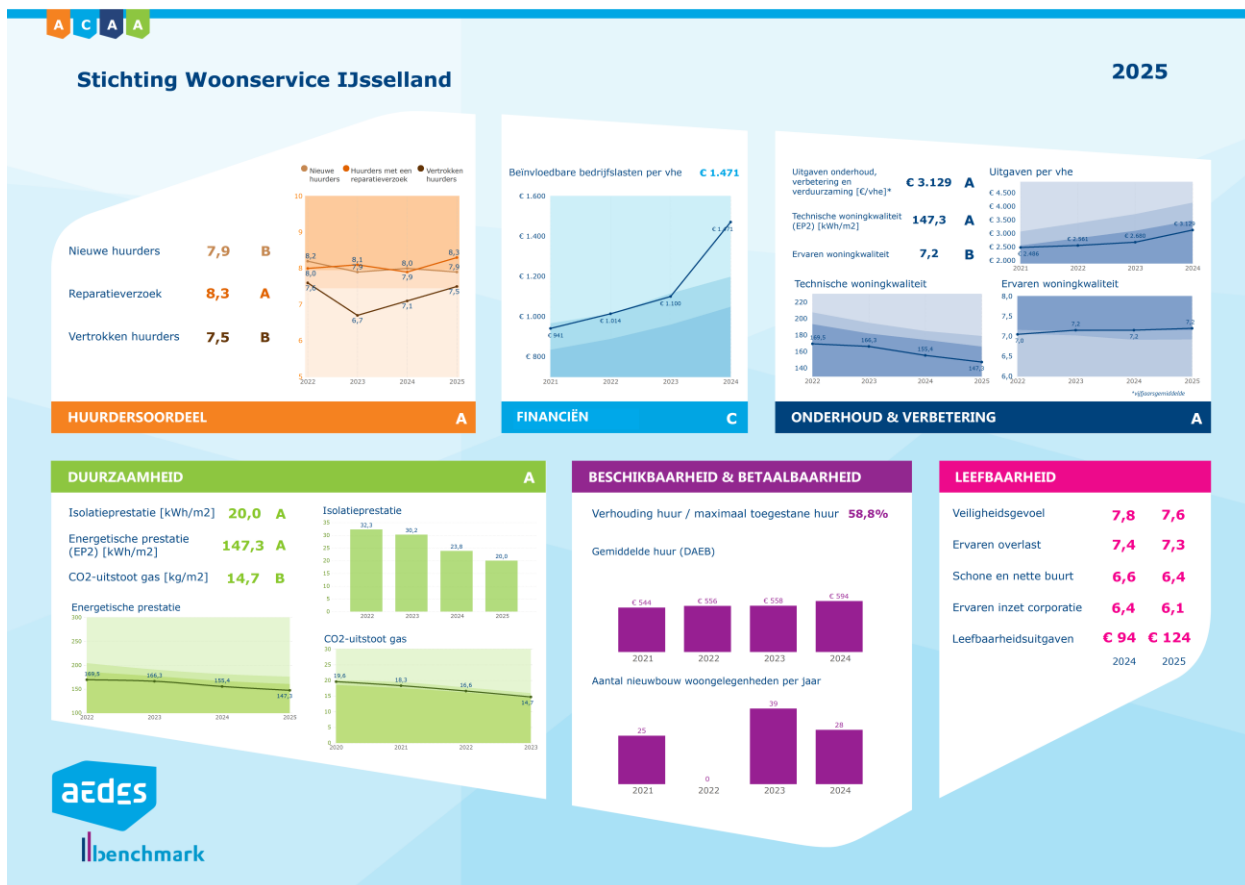 A C A A
Stichting Woonservice IJsselland
2025
Nieuwe huurders
Huurders met een reparatieverzoek
Vertrokken huurders
Nieuwe huurders 7,9 B
Reparatieverzoek 8,3 A
Vertrokken huurders 7,5 B
10
9
8
7
6
5
8,2
8,0
7,6
8,1
7,9
6,7
8,0
7,9
7,1
8,3
7,9
7,5
2022 2023 2024 2025
HUURDERSOORDEEL A
Beïnvloedbare bedrijfslasten per vhe € 1.471
€ 1.600
€ 1.400
€ 1.200
€ 1.000
€ 800
€ 941
€ 1.014
€ 1.100
€ 1.471
2021 2022 2023 2024
FINANCIËN C
Uitgaven onderhoud,
verbetering en
verduurzaming [€/vhe]*
€ 3.129 A
Technische woningkwaliteit
(EP2) [kWh/m2]
147,3 A
Ervaren woningkwaliteit 7,2 B
Uitgaven per vhe
€ 4.500
€ 4.000
€ 3.500
€ 3.000
€ 2.500
€ 2.000
€ 2.486
€ 2.561
€ 2.680
€ 3.129
2021 2022 2023 2024
Technische woningkwaliteit
220
200
180
160
140
169,5
166,3
155,4
147,3
2022 2023 2024 2025
Ervaren woningkwaliteit
8,0
7,5
7,0
6,5
6,0
7,0
7,2
7,2
7,2
2022 2023 2024 2025
*vijfjaarsgemiddelde
ONDERHOUD & VERBETERING A
DUURZAAMHEID A
Isolatieprestatie [kWh/m2] 20,0 A
Energetische prestatie
(EP2) [kWh/m2]
147,3 A
CO2-uitstoot gas [kg/m2] 14,7 B
Isolatieprestatie
35
30
25
20
15
10
5
0
32,3
30,2
23,8
20,0
2022 2023 2024 2025
Energetische prestatie
300
250
200
150
100
169,5
166,3
155,4
147,3
2022 2023 2024 2025
CO2-uitstoot gas
30
25
20
15
10
5
0
19,6
18,3
16,6
14,7
2020 2021 2022 2023
BESCHIKBAARHEID & BETAALBAARHEID
Verhouding huur / maximaal toegestane huur 58,8%
Gemiddelde huur (DAEB)
€ 544 € 556 € 558 € 594
2021 2022 2023 2024
Aantal nieuwbouw woongelegenheden per jaar
25 0 39 28
2021 2022 2023 2024
LEEFBAARHEID
Veiligheidsgevoel 7,8 7,6
Ervaren overlast 7,4 7,3
Schone en nette buurt 6,6 6,4
Ervaren inzet corporatie 6,4 6,1
Leefbaarheidsuitgaven € 94 € 124
2024 2025
aedes
benchmark